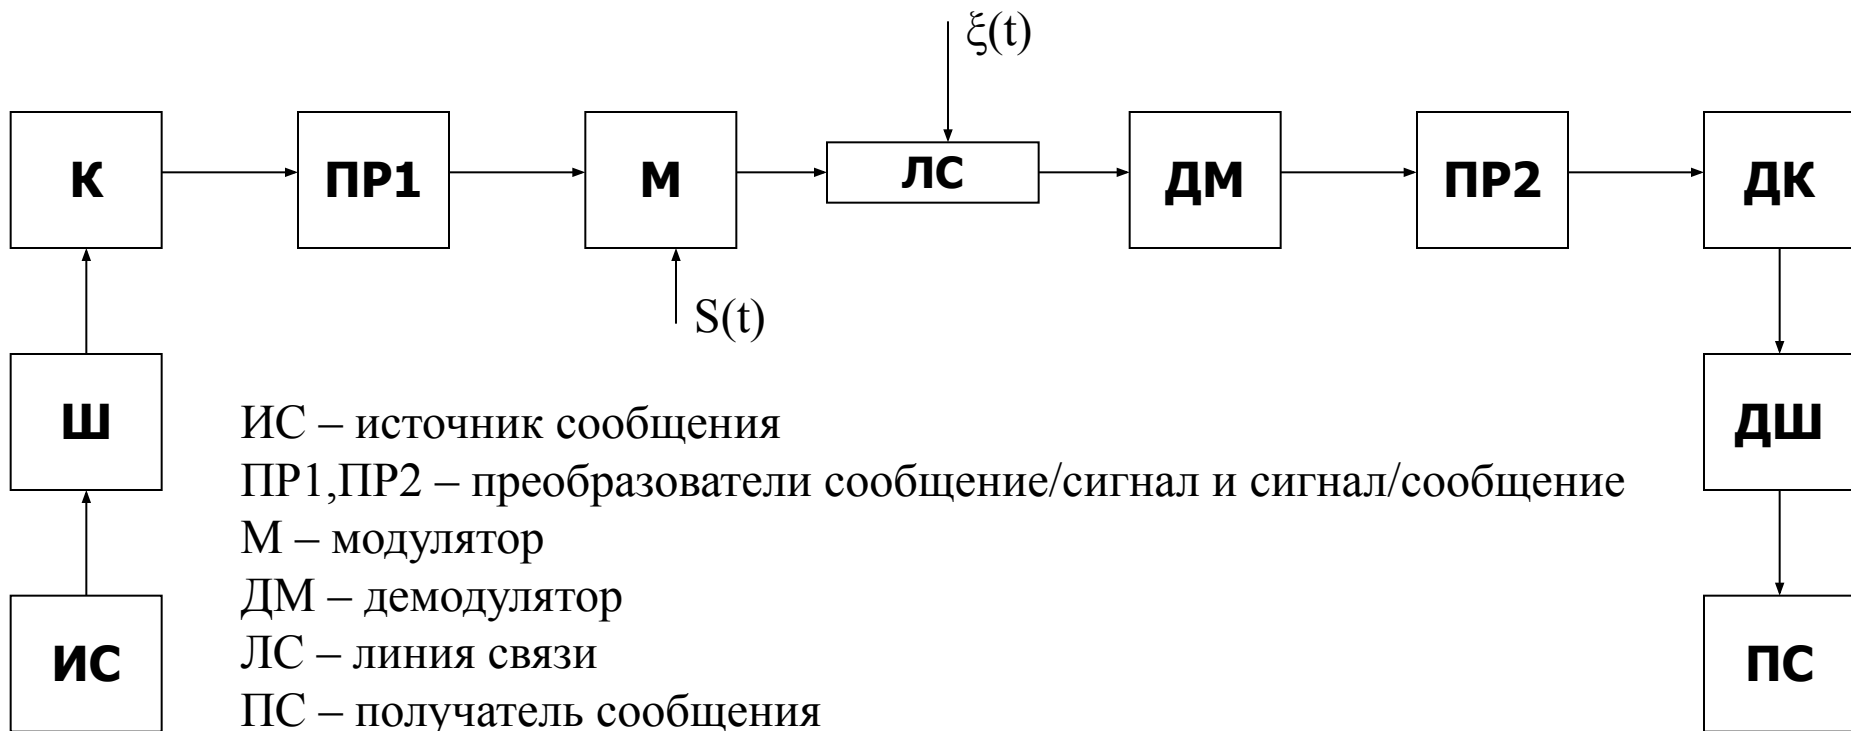 ξ(t)
К
ПР1
М
ЛС
ДМ
ПР2
ДК
S(t)
Ш
ДШ
ИС
ПС
ИС – источник сообщения
ПР1,ПР2 – преобразователи сообщение/сигнал и сигнал/сообщение
М – модулятор
ДМ – демодулятор
ЛС – линия связи
ПС – получатель сообщения